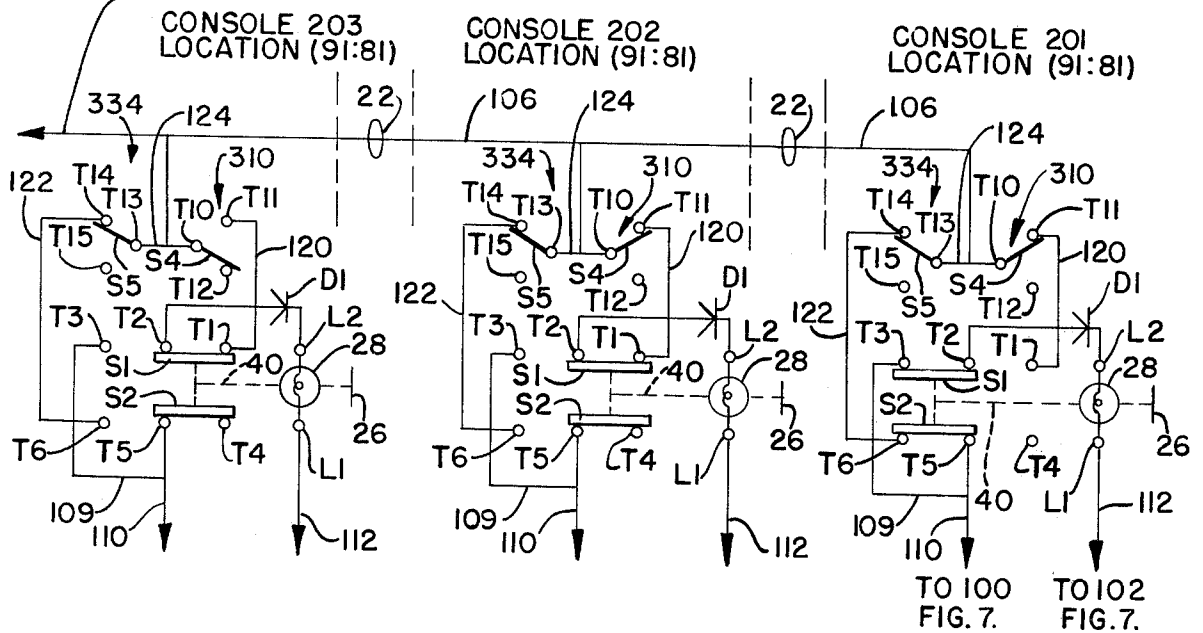 CONSOLE 203
LOCATION (91:81)
CONSOLE 202
LOCATION (91:81)
CONSOLE 201
LOCATION (91:81)
334
124
22
106
124
22
106
124
310
334
310
334
310
122
T14
T13
T10
T11
T14
T13
T10
T11
T14
T13
T10
T11
T15
S5
S4
T12
120
T15
S5
S4
T12
120
T15
S5
S4
T12
120
D1
122
D1
122
D1
T3
T2
T1
L2
T3
T2
T1
L2
T3
T2
T1
L2
S1
28
S1
28
S1
28
40
40
S2
26
S2
26
S2
26
T6
T5
T4
L1
T6
T5
T4
L1
T6
T5
T4
L1
40
109
110
112
109
110
112
109
110
112
TO 100
FIG. 7.
TO 102
FIG. 7.